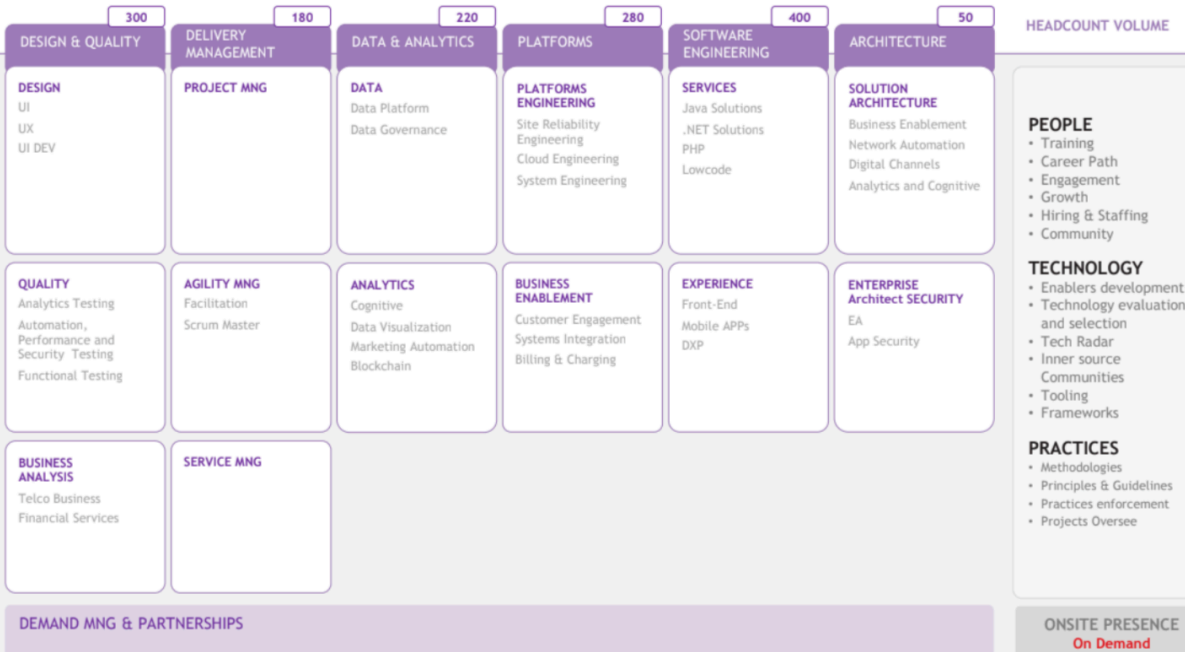 300
DESIGN & QUALITY
180
DELIVERY
MANAGEMENT
220
DATA & ANALYTICS
280
PLATFORMS
400
SOFTWARE
ENGINEERING
50
ARCHITECTURE
HEADCOUNT VOLUME
DESIGN
UI
UX
UI DEV
PROJECT MNG
DATA
Data Platform
Data Governance
PLATFORMS
ENGINEERING
Site Reliability
Engineering
Cloud Engineering
System Engineering
SERVICES
Java Solutions
.NET Solutions
PHP
Lowcode
SOLUTION
ARCHITECTURE
Business Enablement
Network Automation
Digital Channels
Analytics and Cognitive
QUALITY
Analytics Testing
Automation,
Performance and
Security Testing
Functional Testing
AGILITY MNG
Facilitation
Scrum Master
ANALYTICS
Cognitive
Data Visualization
Marketing Automation
Blockchain
BUSINESS
ENABLEMENT
Customer Engagement
Systems Integration
Billing & Charging
EXPERIENCE
Front-End
Mobile APPs
DXP
ENTERPRISE
Architect SECURITY
EA
App Security
BUSINESS
ANALYSIS
Telco Business
Financial Services
SERVICE MNG
PEOPLE
• Training
• Career Path
• Engagement
• Growth
• Hiring & Staffing
• Community
TECHNOLOGY
• Enablers development
• Technology evaluation
and selection
• Tech Radar
• Inner source
Communities
• Tooling
• Frameworks
PRACTICES
• Methodologies
• Principles & Guidelines
• Practices enforcement
• Projects Oversee
DEMAND MNG & PARTNERSHIPS
ONSITE PRESENCE
On Demand